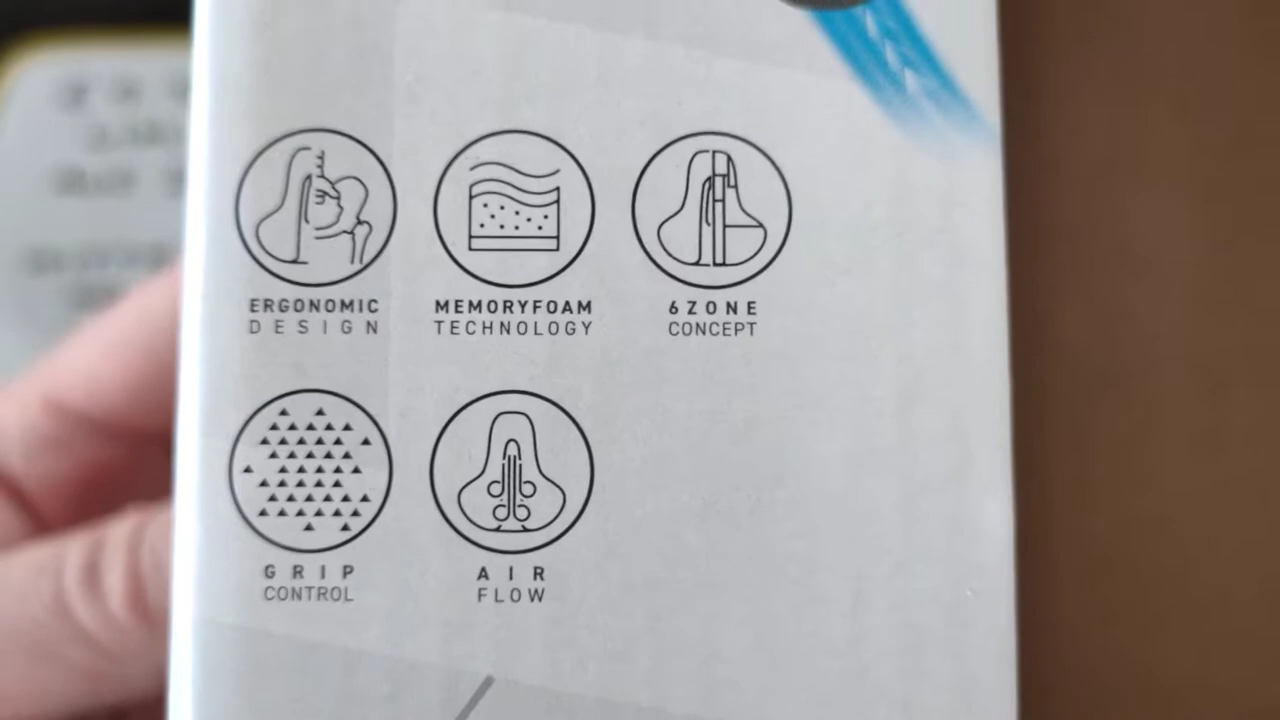 ERGONOMIC
DESIGN
MEMORYFOAM
TECHNOLOGY
6ZONE
CONCEPT
GRIP
CONTROL
AIR
FLOW